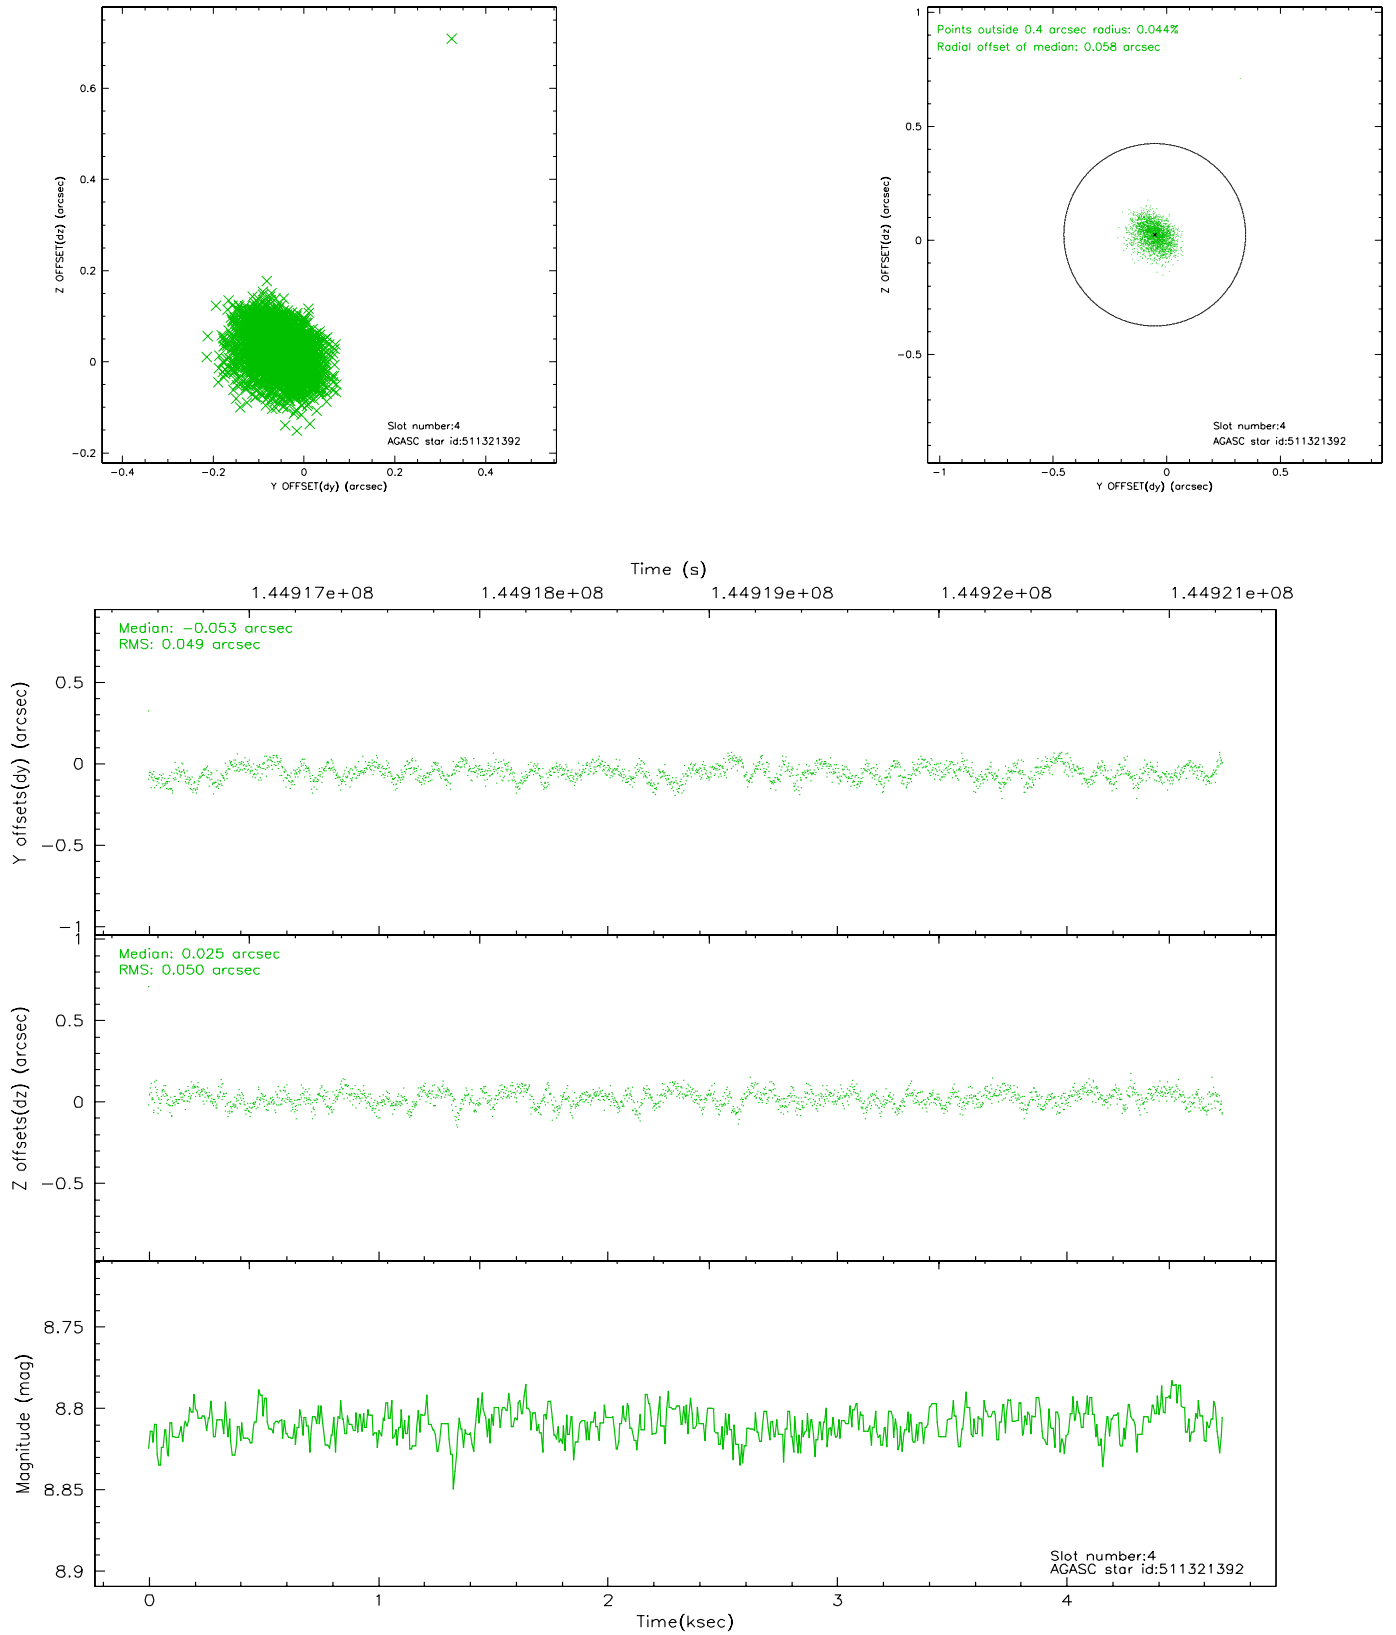 0.6
0.4
0.2
0
−0.2
Z OFFSET(dz) (arcsec)
Slot number:4
AGASC star id:511321392
−0.4 −0.2 0 0.2 0.4
Y OFFSET(dy) (arcsec)
Points outside 0.4 arcsec radius: 0.044%
Radial offset of median: 0.058 arcsec
1
0.5
0
−0.5
Z OFFSET(dz) (arcsec)
Slot number:4
AGASC star id:511321392
−1 −0.5 0 0.5
Y OFFSET(dy) (arcsec)
Time (s)
1.44917e+08 1.44918e+08 1.44919e+08 1.4492e+08 1.44921e+08
Median: −0.053 arcsec
RMS: 0.049 arcsec
0.5
0
−0.5
−1
Y offsets(dy) (arcsec)
Median: 0.025 arcsec
RMS: 0.050 arcsec
1
0.5
0
−0.5
Z offsets(dz) (arcsec)
8.75
8.8
8.85
8.9
Magnitude (mag)
Slot number:4
AGASC star id:511321392
0 1 2 3 4
Time(ksec)